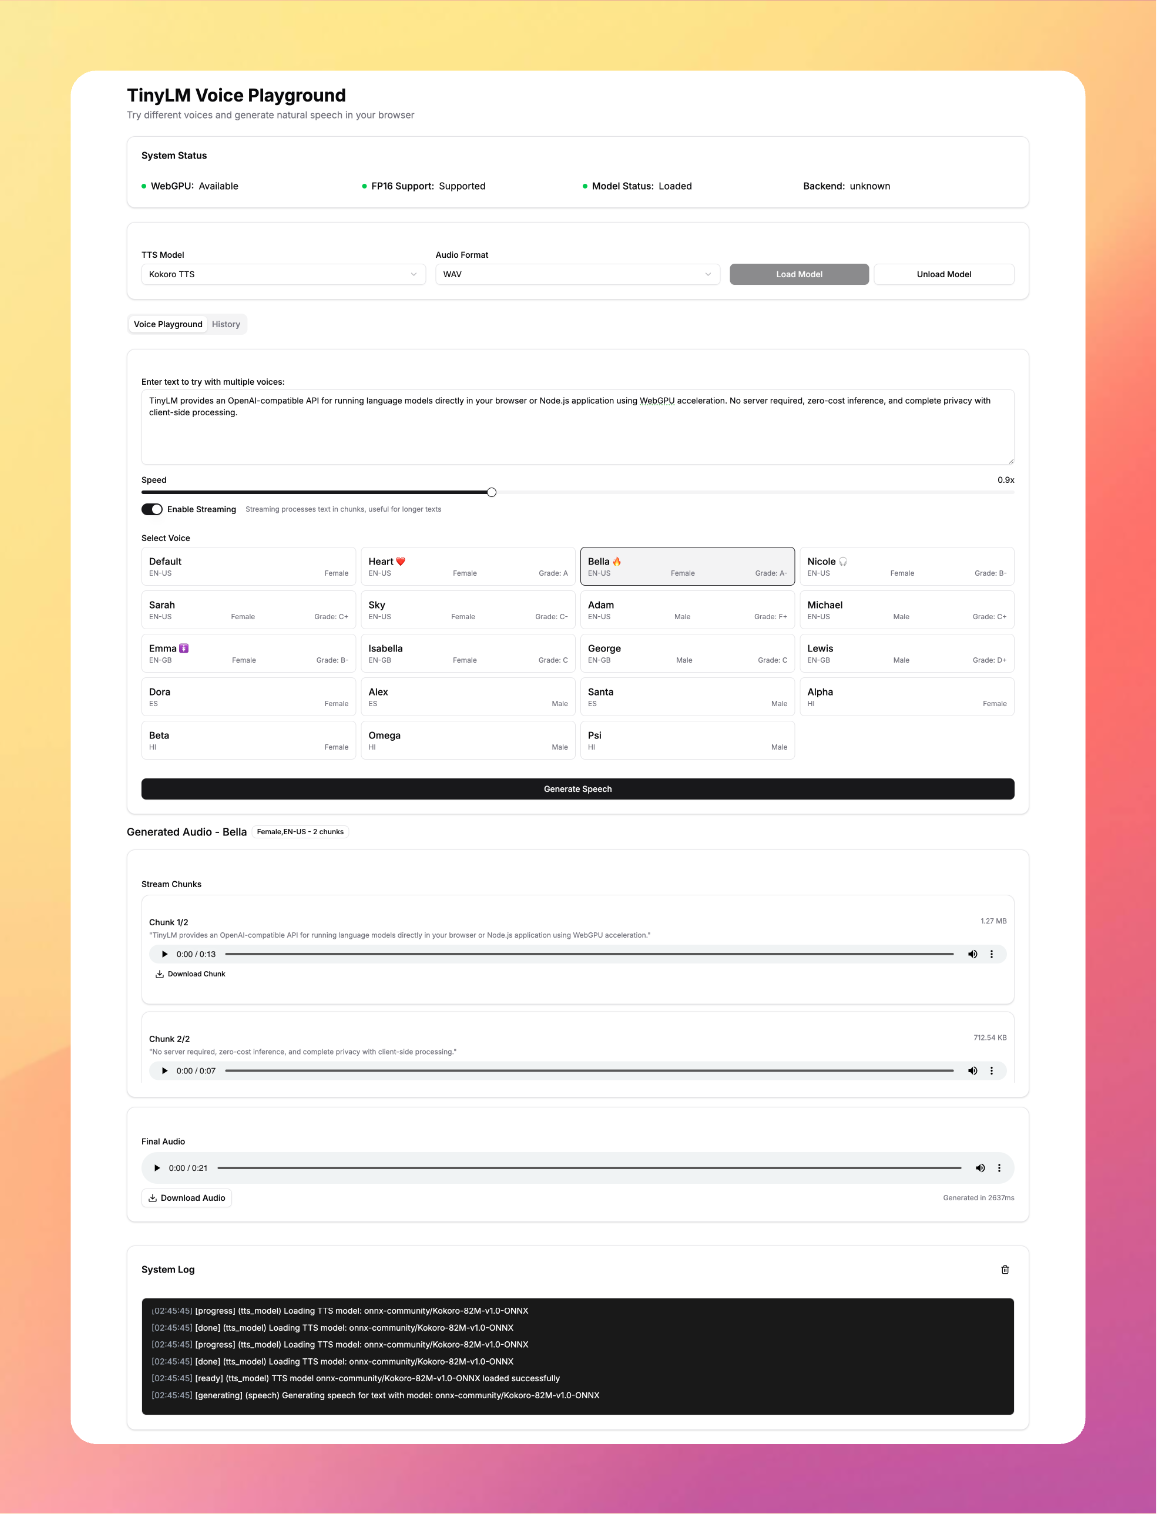 TinyLM Voice Playground
Try different voices and generate natural speech in your browser
System Status
WebGPU: Available
FP16 Support: Supported
Model Status: Loaded
Backend: unknown
TTS Model
Audio Format
Kokoro TTS
WAV
Load Model
Unload Model
Voice Playground
History
Enter text to try with multiple voices:
TinyLM provides an OpenAI-compatible API for running language models directly in your browser or Node.js application using WebGPU acceleration. No server required, zero-cost inference, and complete privacy with
client-side processing.
Speed
0.9x
Enable Streaming
Streaming processes text in chunks, useful for longer texts
Select Voice
Default
EN-US Female
Heart ❤️
EN-US Female Grade: A
Bella 🔥
EN-US Female Grade: A-
Nicole 🎧
EN-US Female Grade: B-
Sarah
EN-US Female Grade: C+
Sky
EN-US Female Grade: C-
Adam
EN-US Male Grade: F+
Michael
EN-US Male Grade: C+
Emma
EN-GB Female Grade: B-
Isabella
EN-GB Female Grade: C
George
EN-GB Male Grade: C
Lewis
EN-GB Male Grade: D+
Dora
ES Female
Alex
ES Male
Santa
ES Male
Alpha
HI Female
Beta
HI Female
Omega
HI Male
Psi
HI Male
Generate Speech
Generated Audio - Bella
Female,EN-US - 2 chunks
Stream Chunks
Chunk 1/2
1.27 MB
"TinyLM provides an OpenAI-compatible API for running language models directly in your browser or Node.js application using WebGPU acceleration."
0:00 / 0:13
Download Chunk
Chunk 2/2
712.54 KB
"No server required, zero-cost inference, and complete privacy with client-side processing."
0:00 / 0:07
Final Audio
0:00 / 0:21
Download Audio
Generated in 2637ms
System Log
[02:45:45] [progress] (tts_model) Loading TTS model: onnx-community/Kokoro-82M-v1.0-ONNX
[02:45:45] [done] (tts_model) Loading TTS model: onnx-community/Kokoro-82M-v1.0-ONNX
[02:45:45] [progress] (tts_model) Loading TTS model: onnx-community/Kokoro-82M-v1.0-ONNX
[02:45:45] [done] (tts_model) Loading TTS model: onnx-community/Kokoro-82M-v1.0-ONNX
[02:45:45] [ready] (tts_model) TTS model onnx-community/Kokoro-82M-v1.0-ONNX loaded successfully
[02:45:45] [generating] (speech) Generating speech for text with model: onnx-community/Kokoro-82M-v1.0-ONNX